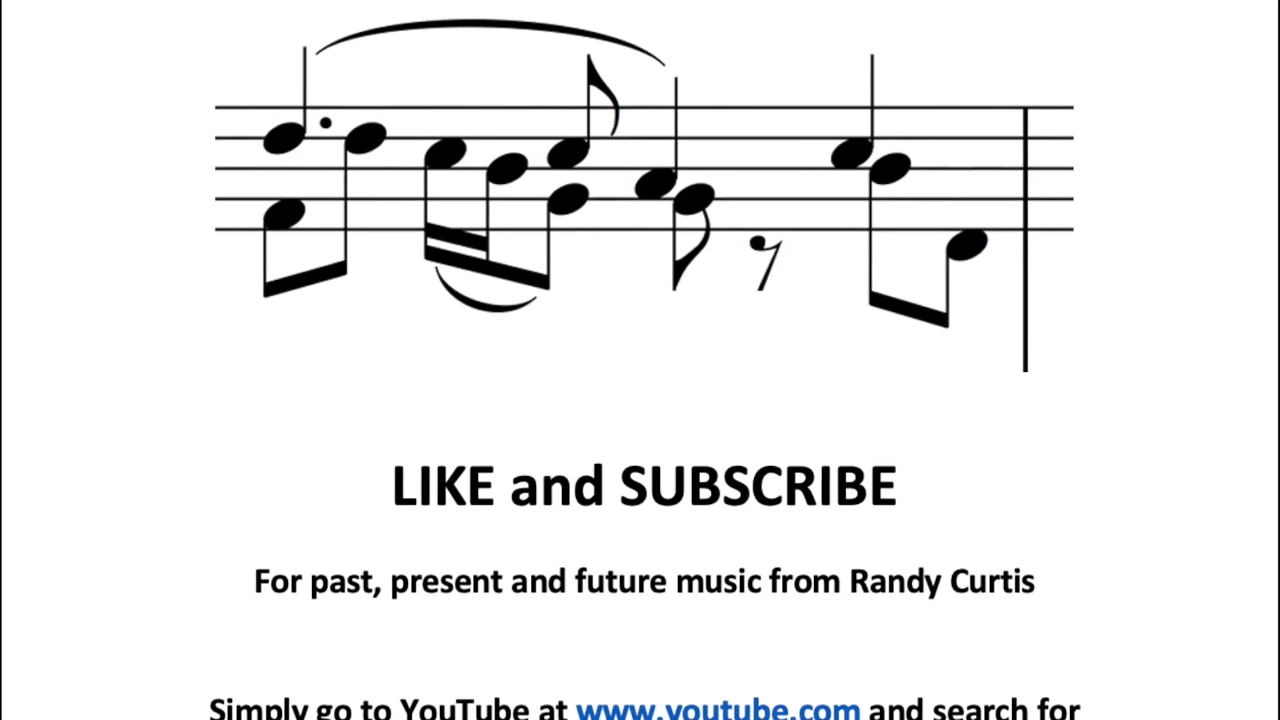 LIKE and SUBSCRIBE
For past, present and future music from Randy Curtis
Simply go to YouTube at www.youtube.com and search for